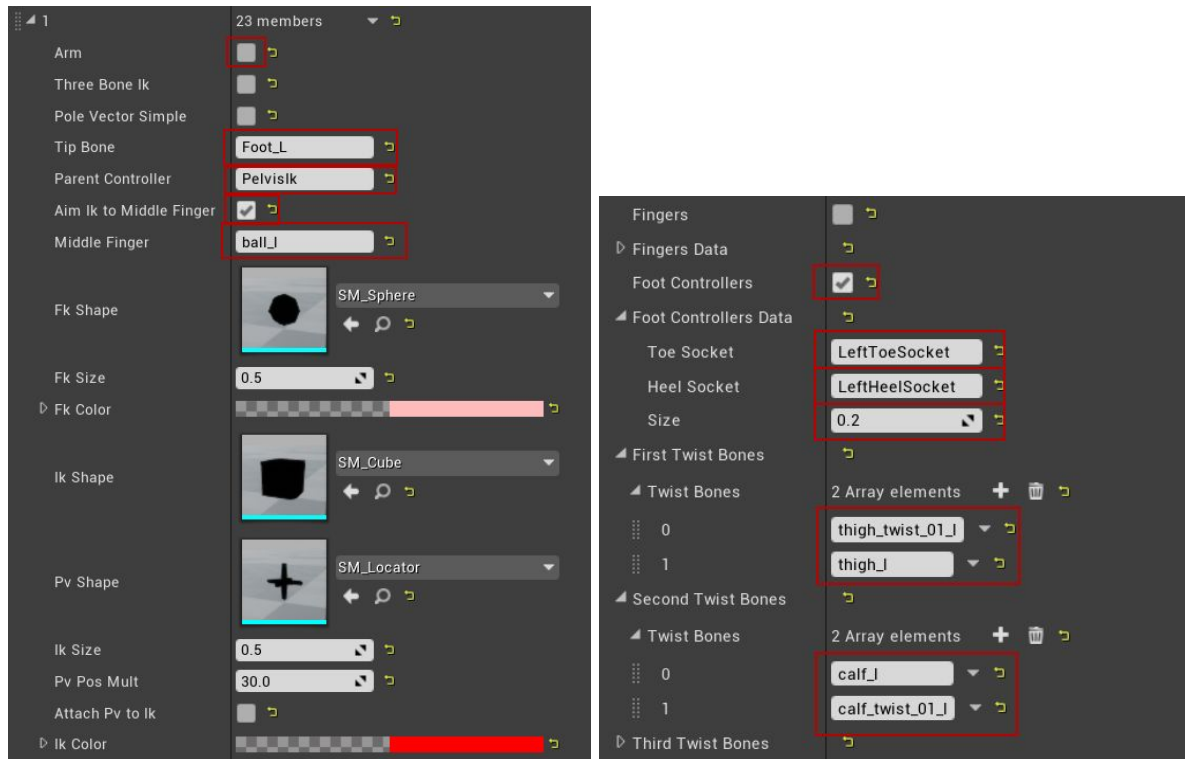 1 23 members
Arm
Three Bone Ik
Pole Vector Simple
Tip Bone Foot_L
Parent Controller PelvisIk
Aim Ik to Middle Finger
Middle Finger ball_l
Fk Shape SM_Sphere
Fk Size 0.5
Fk Color
Ik Shape SM_Cube
Pv Shape SM_Locator
Ik Size 0.5
Pv Pos Mult 30.0
Attach Pv to Ik
Ik Color
Fingers
Fingers Data
Foot Controllers
Foot Controllers Data
Toe Socket LeftToeSocket
Heel Socket LeftHeelSocket
Size 0.2
First Twist Bones
Twist Bones 2 Array elements
0 thigh_twist_01_l
1 thigh_l
Second Twist Bones
Twist Bones 2 Array elements
0 calf_l
1 calf_twist_01_l
Third Twist Bones